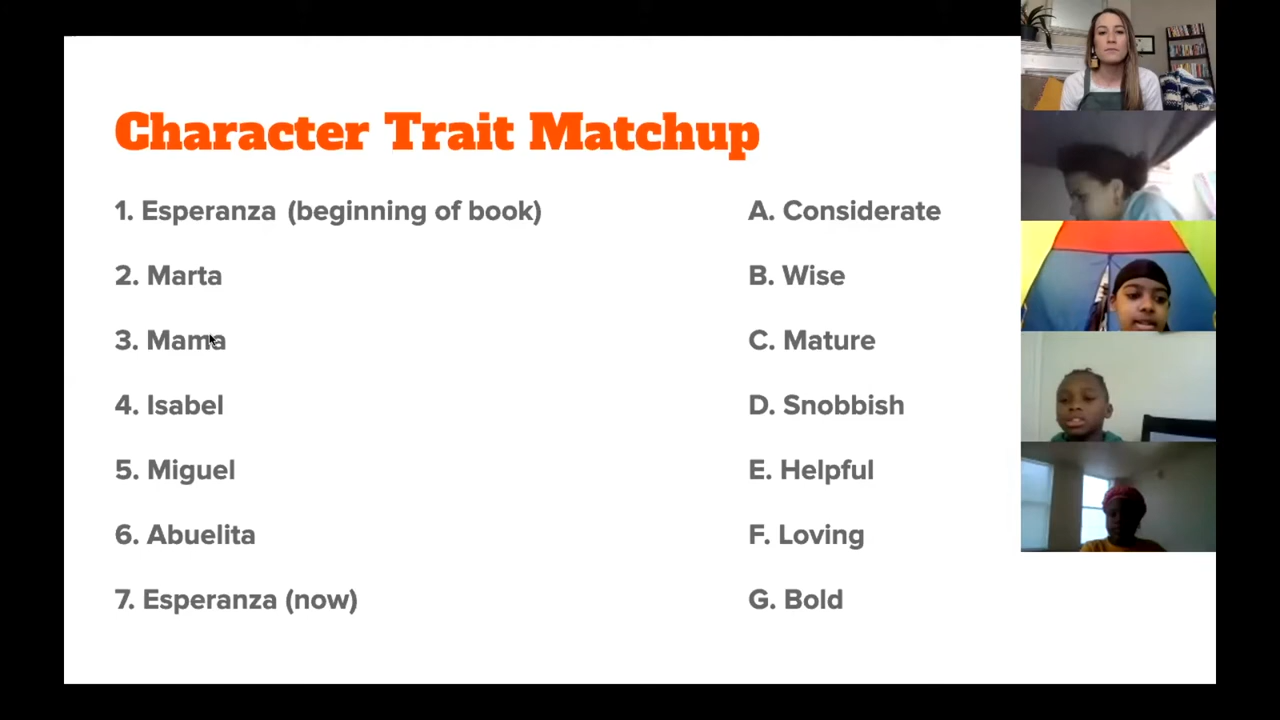 Character Trait Matchup
1. Esperanza (beginning of book)
2. Marta
3. Mama
4. Isabel
5. Miguel
6. Abuelita
7. Esperanza (now)
A. Considerate
B. Wise
C. Mature
D. Snobbish
E. Helpful
F. Loving
G. Bold